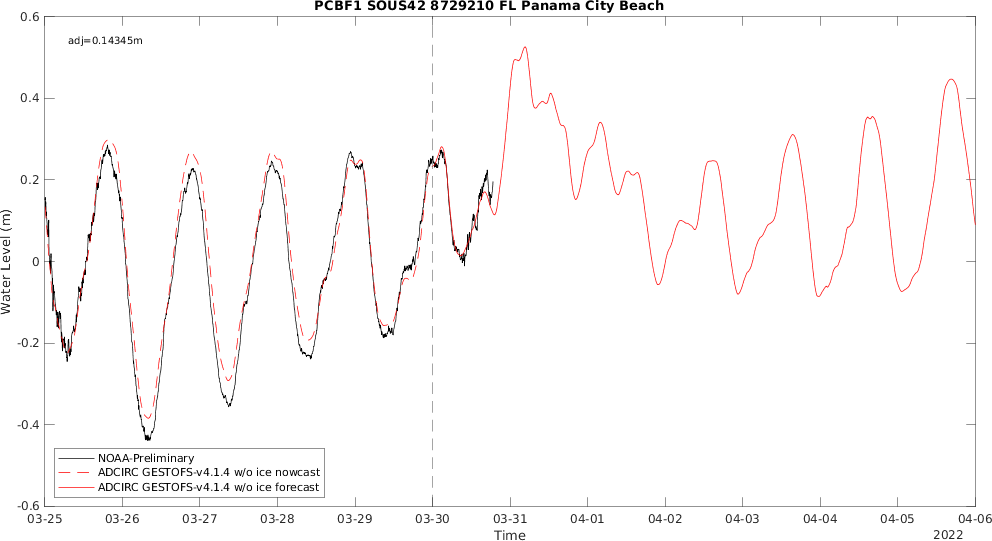 PCBF1 SOUS42 8729210 FL Panama City Beach
adj=0.14345m
0.6
0.4
0.2
0
-0.2
-0.4
-0.6
Water Level (m)
NOAA-Preliminary
ADCIRC GESTOFS-v4.1.4 w/o ice nowcast
ADCIRC GESTOFS-v4.1.4 w/o ice forecast
03-25 03-26 03-27 03-28 03-29 03-30 03-31 04-01 04-02 04-03 04-04 04-05 04-06
Time
2022